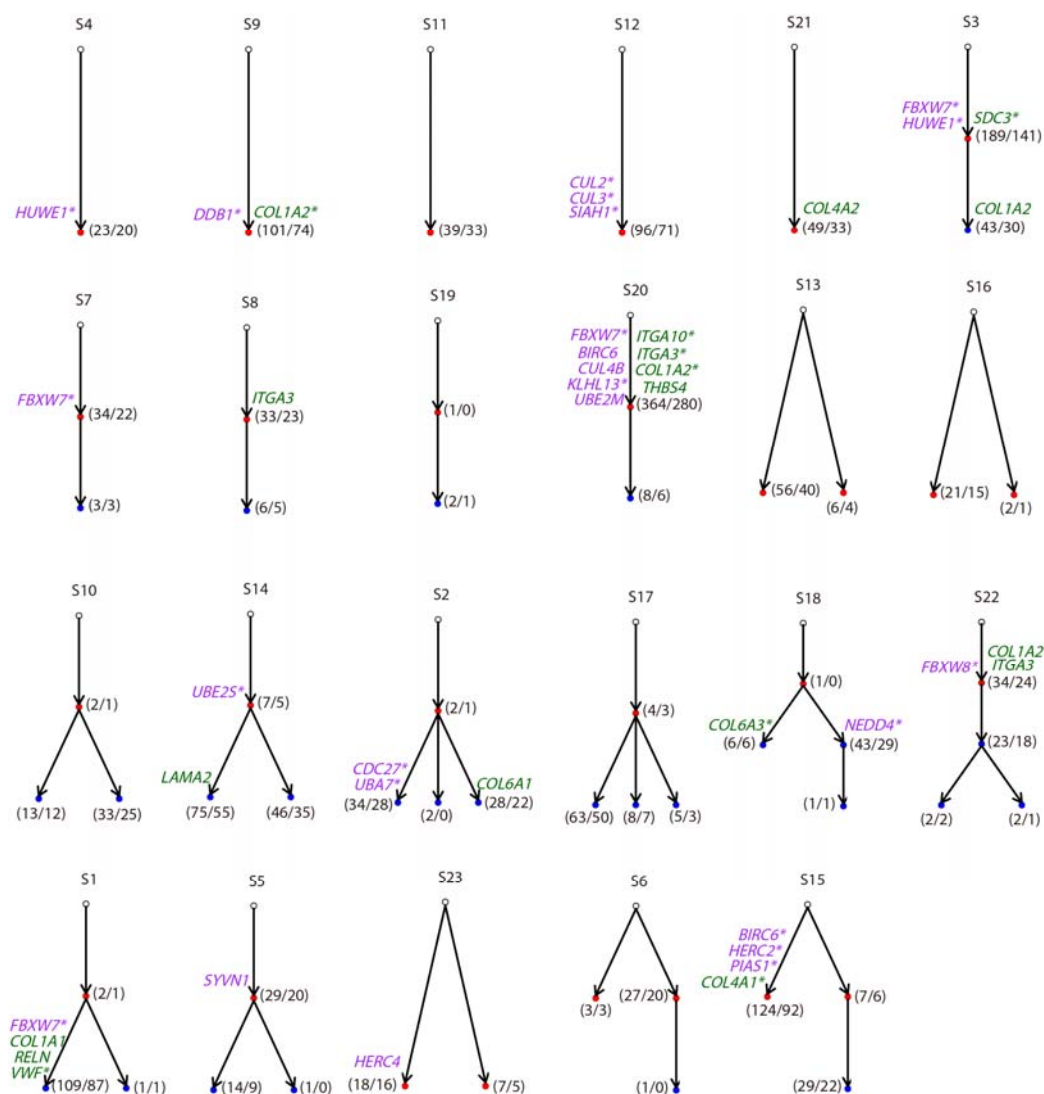 S4
S9
S11
S12
S21
S3
FBXW7*
HUWE1*
SDC3*
(189/141)
HUWE1*
(23/20)
DDB1*
COL1A2*
(101/74)
(39/33)
CUL2*
CUL3*
SIAH1*
(96/71)
COL4A2
(49/33)
COL1A2
(43/30)
S7
S8
S19
S20
S13
S16
FBXW7*
(34/22)
(3/3)
ITGA3
(33/23)
(6/5)
(1/0)
(2/1)
FBXW7*
BIRC6
CUL4B
KLHL13*
UBE2M
ITGA10*
ITGA3*
COL1A2*
THBS4
(364/280)
(8/6)
(56/40)
(6/4)
(21/15)
(2/1)
S10
S14
S2
S17
S18
S22
(2/1)
(13/12)
(33/25)
UBE2S*
(7/5)
LAMA2
(75/55)
(46/35)
(2/1)
CDC27*
UBA7*
(34/28)
(2/0)
COL6A1
(28/22)
(4/3)
(63/50)
(8/7)
(5/3)
(1/0)
COL6A3*
(6/6)
NEDD4*
(43/29)
(1/1)
FBXW8*
COL1A2
ITGA3
(34/24)
(23/18)
(2/2)
(2/1)
S1
S5
S23
S6
S15
(2/1)
FBXW7*
COL1A1
RELN
VWF*
(109/87)
(1/1)
SYVN1
(29/20)
(14/9)
(1/0)
HERC4
(18/16)
(7/5)
(3/3)
(27/20)
(1/0)
BIRC6*
HERC2*
PIAS1*
COL4A1*
(124/92)
(7/6)
(29/22)